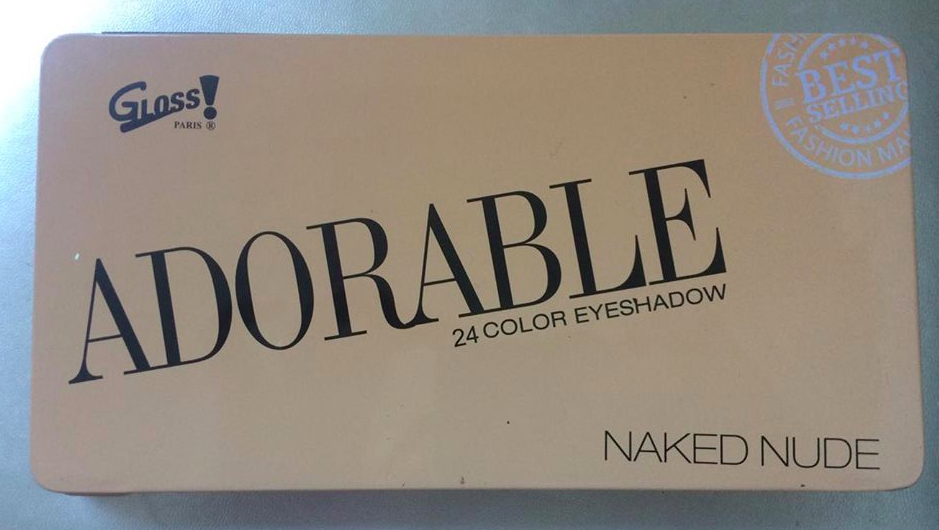 GLOSS!
PARIS ®
BEST
SELLING
FASHION
ADORABLE
24 COLOR EYESHADOW
NAKED NUDE